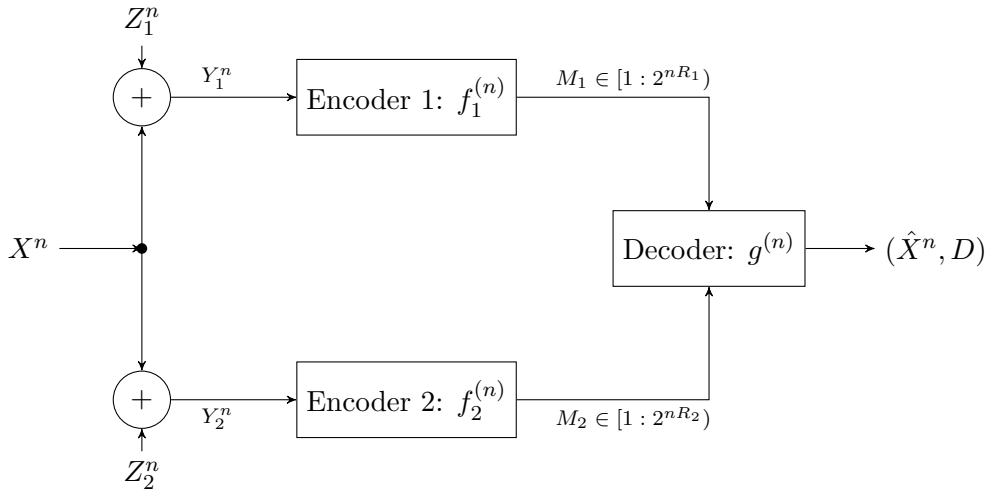 Z_1^n
Y_1^n
Encoder 1: f_1^{(n)}
M_1 ∈ [1 : 2^{nR_1})
X^n
Decoder: g^{(n)}
(X̂^n, D)
Y_2^n
Encoder 2: f_2^{(n)}
M_2 ∈ [1 : 2^{nR_2})
Z_2^n